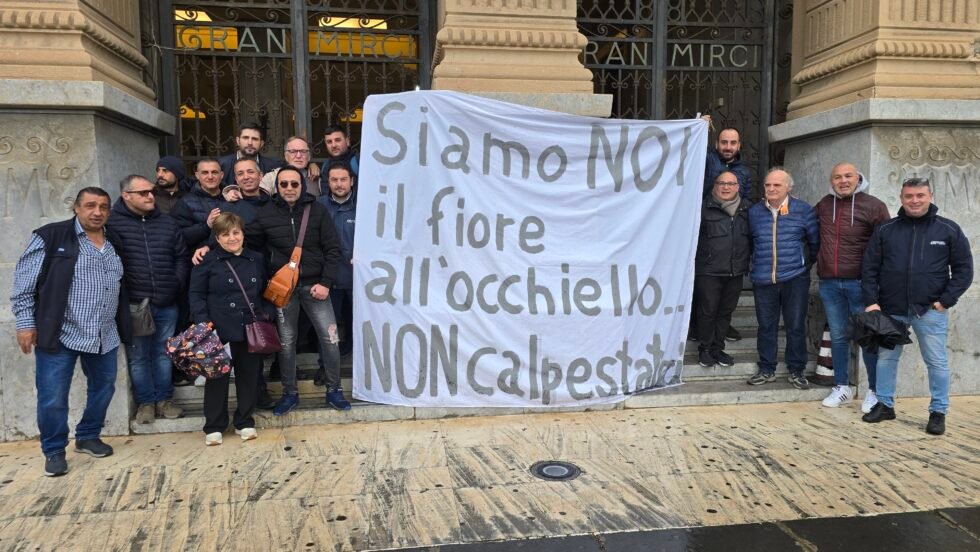 GRAN MIRCI
GRAN MIRCI
Siamo NOI
il fiore
all'occhiello...
NON calpestateci